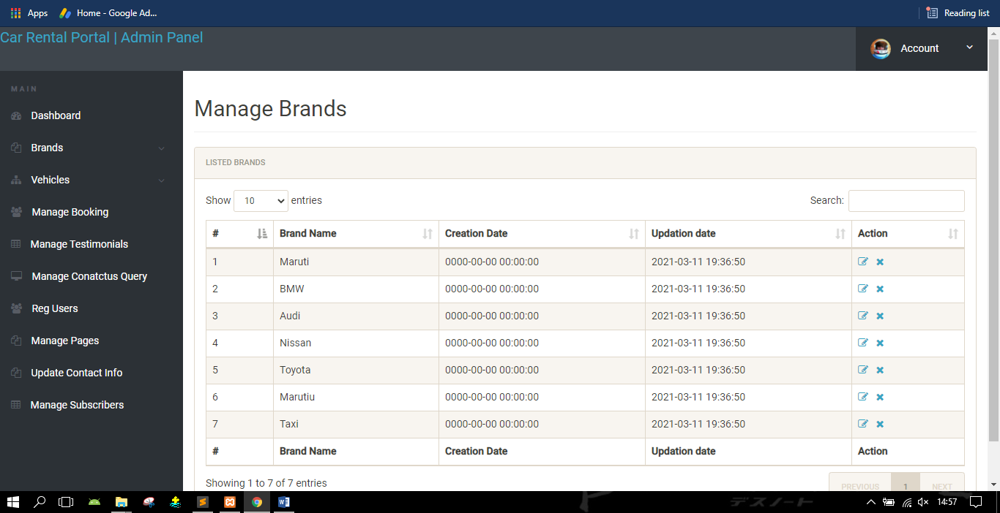 Apps Home - Google Ad... Reading list
Car Rental Portal | Admin Panel
Account
MAIN
Dashboard
Brands
Vehicles
Manage Booking
Manage Testimonials
Manage Conatctus Query
Reg Users
Manage Pages
Update Contact Info
Manage Subscribers
Manage Brands
LISTED BRANDS
Show 10 entries Search:
# Brand Name Creation Date Updation date Action
1 Maruti 0000-00-00 00:00:00 2021-03-11 19:36:50
2 BMW 0000-00-00 00:00:00 2021-03-11 19:36:50
3 Audi 0000-00-00 00:00:00 2021-03-11 19:36:50
4 Nissan 0000-00-00 00:00:00 2021-03-11 19:36:50
5 Toyota 0000-00-00 00:00:00 2021-03-11 19:36:50
6 Marutiu 0000-00-00 00:00:00 2021-03-11 19:36:50
7 Taxi 0000-00-00 00:00:00 2021-03-11 19:36:50
# Brand Name Creation Date Updation date Action
Showing 1 to 7 of 7 entries
PREVIOUS 1 NEXT
デスノート
14:57